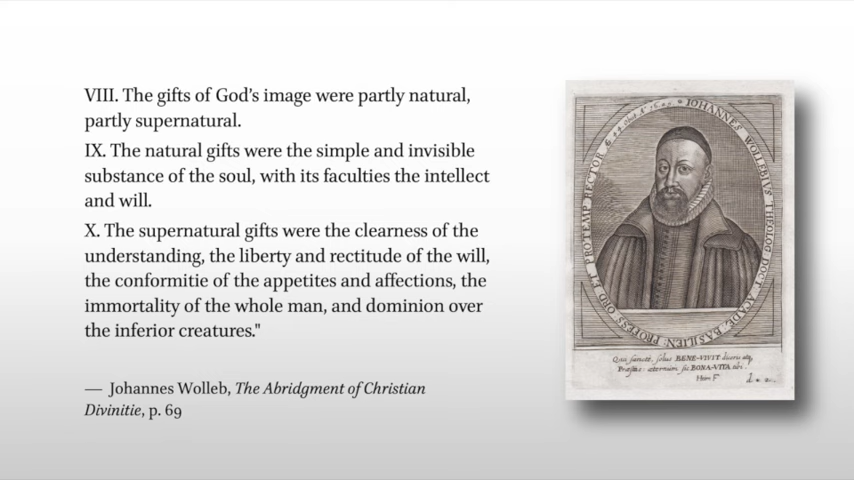 VIII. The gifts of God's image were partly natural,
partly supernatural.
IX. The natural gifts were the simple and invisible
substance of the soul, with its faculties the intellect
and will.
X. The supernatural gifts were the clearness of the
understanding, the liberty and rectitude of the will,
the conformitie of the appetites and affections, the
immortality of the whole man, and dominion over
the inferior creatures."
— Johannes Wolleb, The Abridgment of Christian
Divinitie, p. 69
IOHANNES WOLLEBIVS THEOLOG DOCT ACADE BASILIEN: PROFESS ORD ET PROTEMP RECTOR
BENE-VIVIT
BONA-VITA